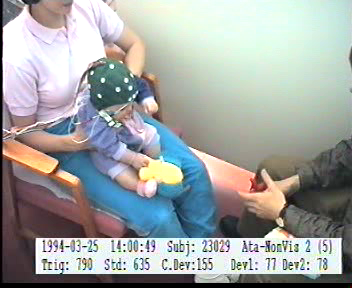 1994-03-25 14:00:49 Subj: 23029 Ata-NonVis 2 (5)
Trig: 790 Std: 635 C.Dev:155 Dev1: 77 Dev2: 78